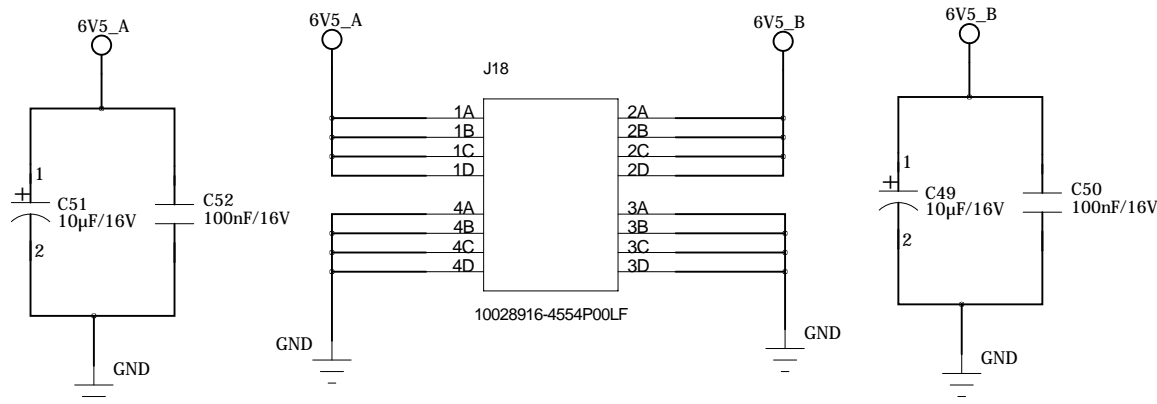 6V5_A
1
C51
10µF/16V
2
C52
100nF/16V
GND
6V5_A
J18
6V5_B
1A
1B
1C
1D
2A
2B
2C
2D
4A
4B
4C
4D
3A
3B
3C
3D
10028916-4554P00LF
GND
GND
6V5_B
1
C49
10µF/16V
2
C50
100nF/16V
GND